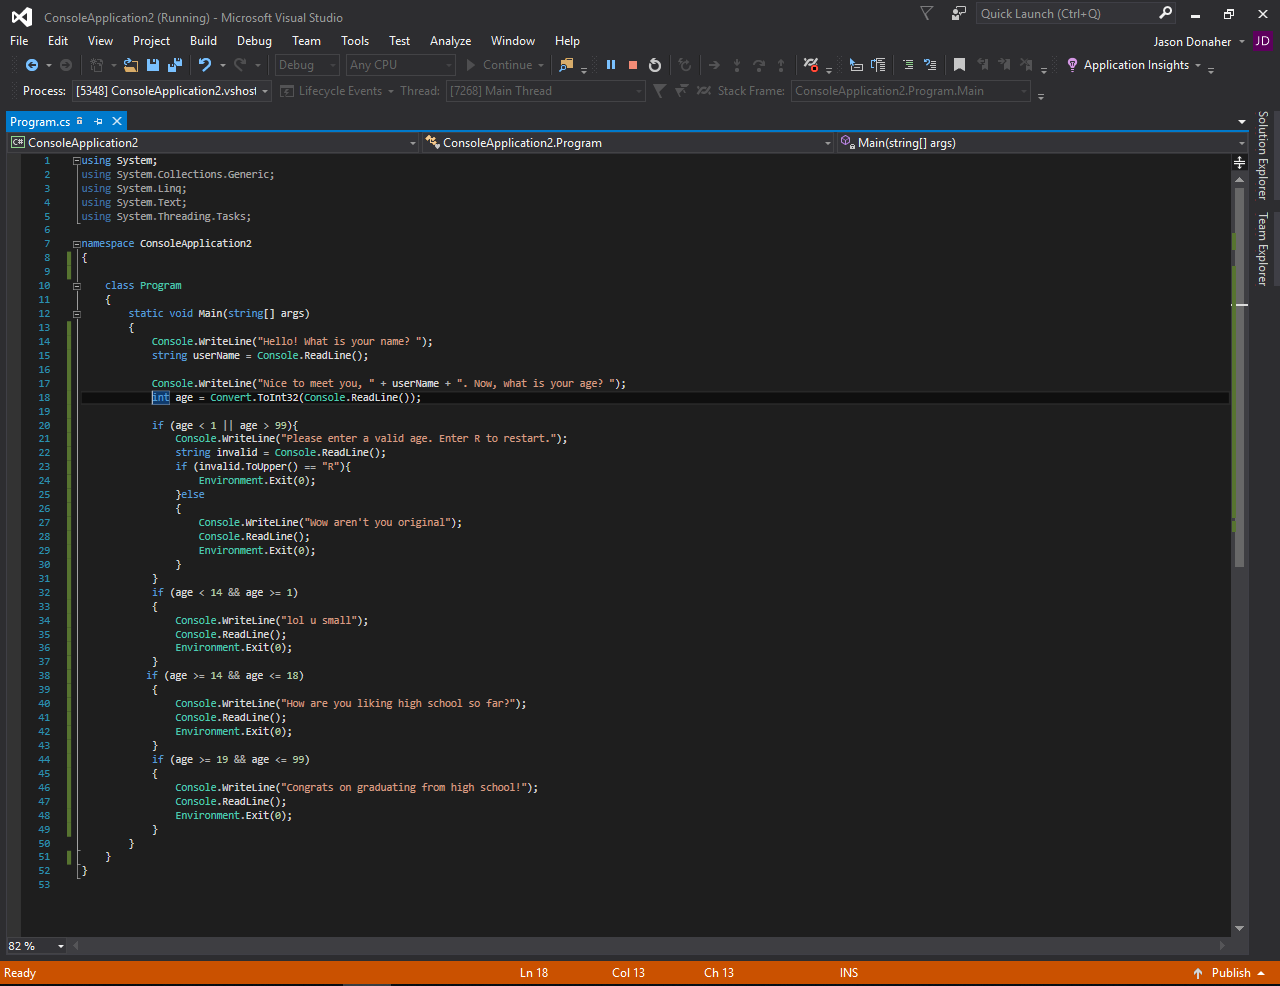 ConsoleApplication2 (Running) - Microsoft Visual Studio
Quick Launch (Ctrl+Q)
File Edit View Project Build Debug Team Tools Test Analyze Window Help
Jason Donaher JD
Debug Any CPU Continue Application Insights
Process: [5348] ConsoleApplication2.vshost Lifecycle Events Thread: [7268] Main Thread Stack Frame: ConsoleApplication2.Program.Main
Program.cs
C# ConsoleApplication2 ConsoleApplication2.Program Main(string[] args)
Solution Explorer
Team Explorer
1 using System;
2 using System.Collections.Generic;
3 using System.Linq;
4 using System.Text;
5 using System.Threading.Tasks;
6
7 namespace ConsoleApplication2
8 {
9
10 class Program
11 {
12 static void Main(string[] args)
13 {
14 Console.WriteLine("Hello! What is your name? ");
15 string userName = Console.ReadLine();
16
17 Console.WriteLine("Nice to meet you, " + userName + ". Now, what is your age? ");
18 int age = Convert.ToInt32(Console.ReadLine());
19
20 if (age < 1 || age > 99){
21 Console.WriteLine("Please enter a valid age. Enter R to restart.");
22 string invalid = Console.ReadLine();
23 if (invalid.ToUpper() == "R"){
24 Environment.Exit(0);
25 }else
26 {
27 Console.WriteLine("Wow aren't you original");
28 Console.ReadLine();
29 Environment.Exit(0);
30 }
31 }
32 if (age < 14 && age >= 1)
33 {
34 Console.WriteLine("lol u small");
35 Console.ReadLine();
36 Environment.Exit(0);
37 }
38 if (age >= 14 && age <= 18)
39 {
40 Console.WriteLine("How are you liking high school so far?");
41 Console.ReadLine();
42 Environment.Exit(0);
43 }
44 if (age >= 19 && age <= 99)
45 {
46 Console.WriteLine("Congrats on graduating from high school!");
47 Console.ReadLine();
48 Environment.Exit(0);
49 }
50 }
51 }
52 }
53
82 %
Ready Ln 18 Col 13 Ch 13 INS Publish